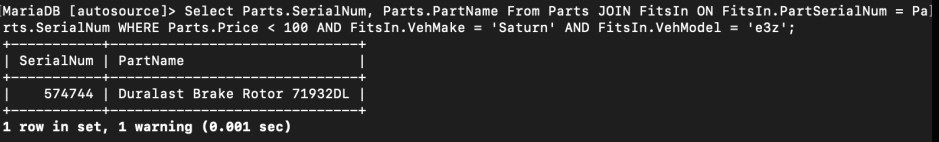 [MariaDB [autosource]> Select Parts.SerialNum, Parts.PartName From Parts JOIN FitsIn ON FitsIn.PartSerialNum = Pa]
rts.SerialNum WHERE Parts.Price < 100 AND FitsIn.VehMake = 'Saturn' AND FitsIn.VehModel = 'e3z';
+-----------+------------------------------+
| SerialNum | PartName                     |
+-----------+------------------------------+
|    574744 | Duralast Brake Rotor 71932DL |
+-----------+------------------------------+
1 row in set, 1 warning (0.001 sec)